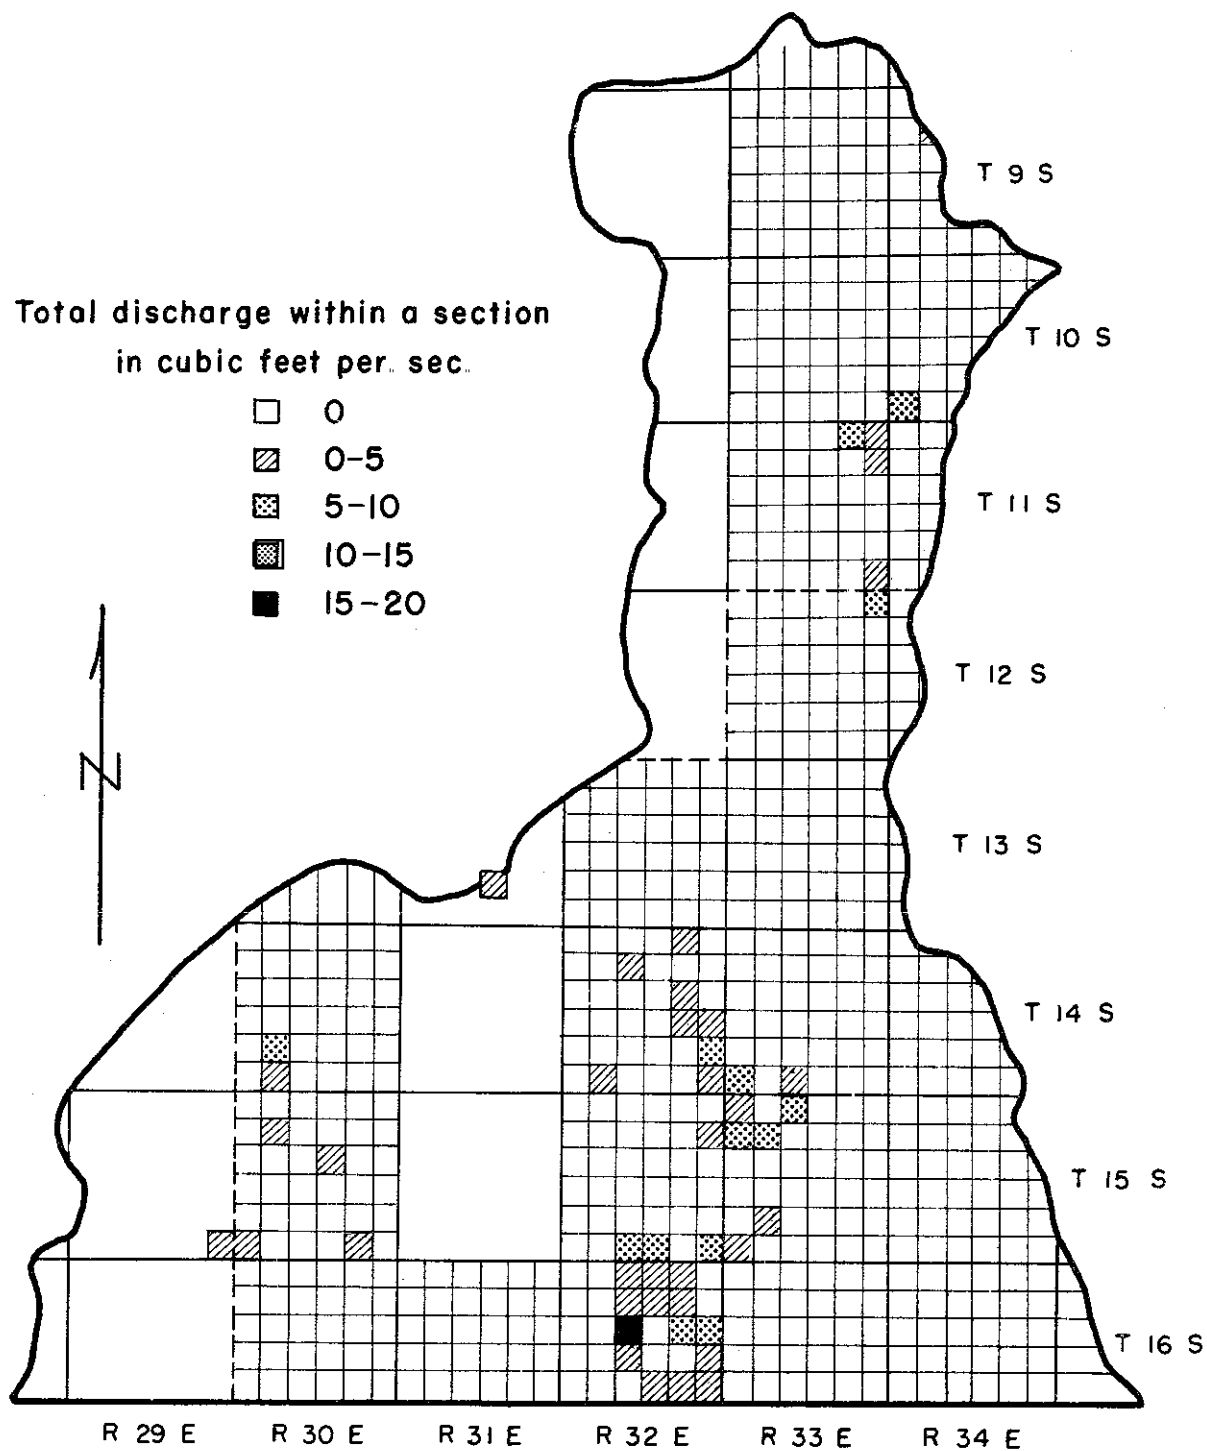 T 9 S
Total discharge within a section
in cubic feet per. sec.
T 10 S
0
0-5
5-10
T 11 S
10-15
15-20
T 12 S
N
T 13 S
T 14 S
T 15 S
T 16 S
R 29 E R 30 E R 31 E R 32 E R 33 E R 34 E